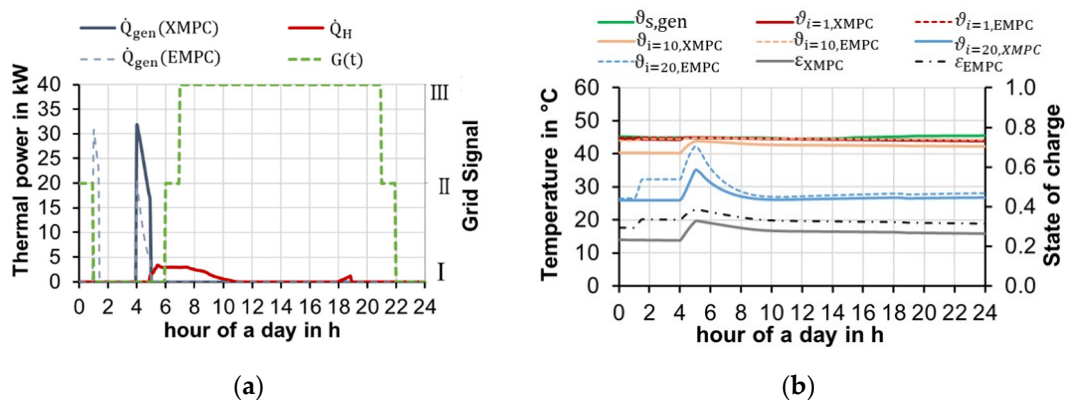 Q̇gen(XMPC) Q̇H
Q̇gen(EMPC) G(t)
Thermal power in kW
40
35
30
25
20
15
10
5
0
III
II
I
Grid Signal
0 2 4 6 8 10 12 14 16 18 20 22 24
hour of a day in h
(a)
ϑs,gen ϑi=1,XMPC ϑi=1,EMPC
ϑi=10,XMPC ϑi=10,EMPC ϑi=20,XMPC
ϑi=20,EMPC εXMPC εEMPC
Temperature in °C
60
50
40
30
20
10
0
1.0
0.8
0.6
0.4
0.2
0.0
State of charge
0 2 4 6 8 10 12 14 16 18 20 22 24
hour of a day in h
(b)